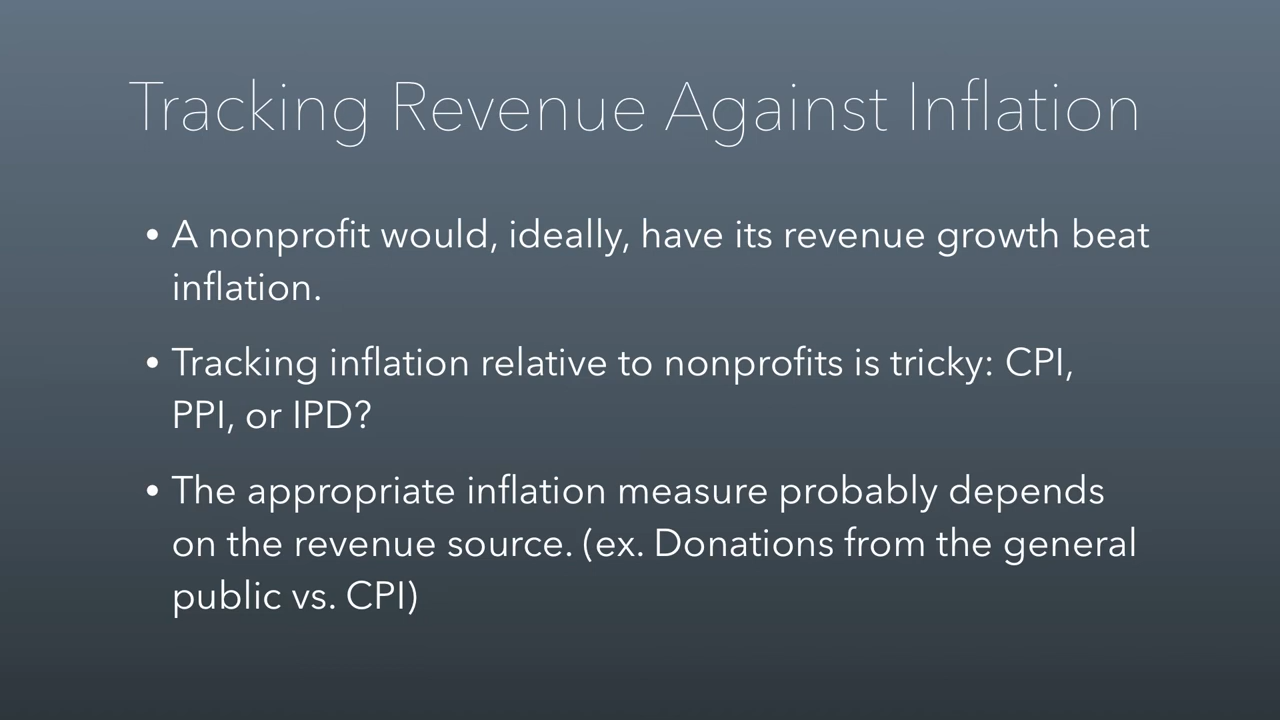 Tracking Revenue Against Inflation
• A nonprofit would, ideally, have its revenue growth beat
inflation.
• Tracking inflation relative to nonprofits is tricky: CPI,
PPI, or IPD?
• The appropriate inflation measure probably depends
on the revenue source. (ex. Donations from the general
public vs. CPI)